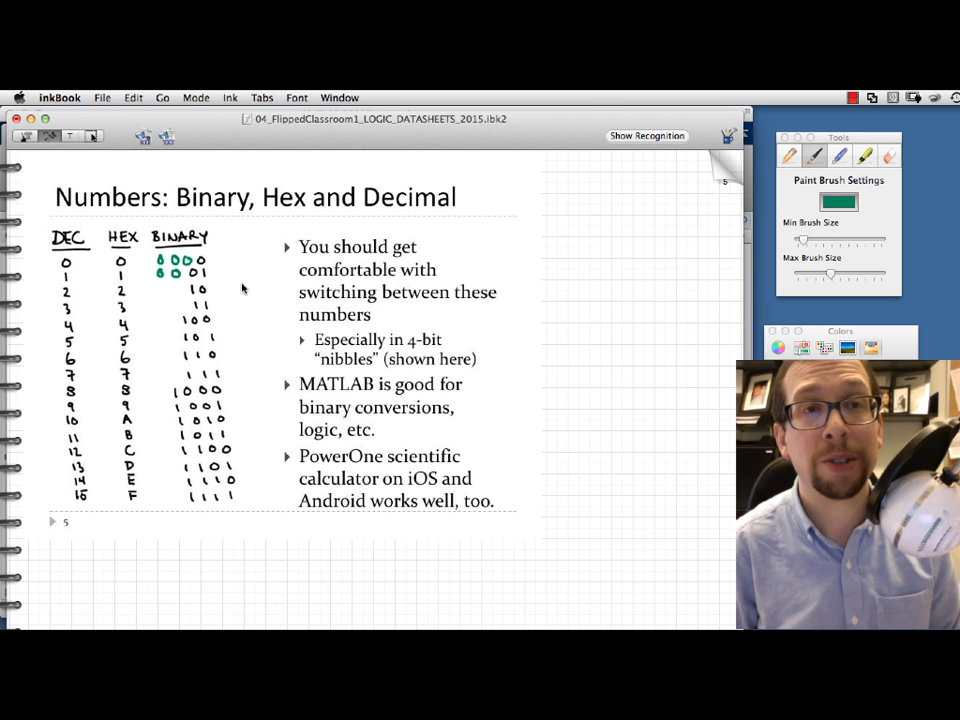 inkBook File Edit Go Mode Ink Tabs Font Window
04_FlippedClassroom1_LOGIC_DATASHEETS_2015.ibk2
T
Show Recognition
5
Numbers: Binary, Hex and Decimal
DEC HEX BINARY
0 0 0000
1 1 0001
2 2 10
3 3 11
4 4 100
5 5 101
6 6 110
7 7 111
8 8 1000
9 9 1001
10 A 1010
11 B 1011
12 C 1100
13 D 1101
14 E 1110
15 F 1111
You should get
comfortable with
switching between these
numbers
Especially in 4-bit
“nibbles” (shown here)
MATLAB is good for
binary conversions,
logic, etc.
PowerOne scientific
calculator on iOS and
Android works well, too.
5
Tools
Paint Brush Settings
Min Brush Size
Max Brush Size
Colors